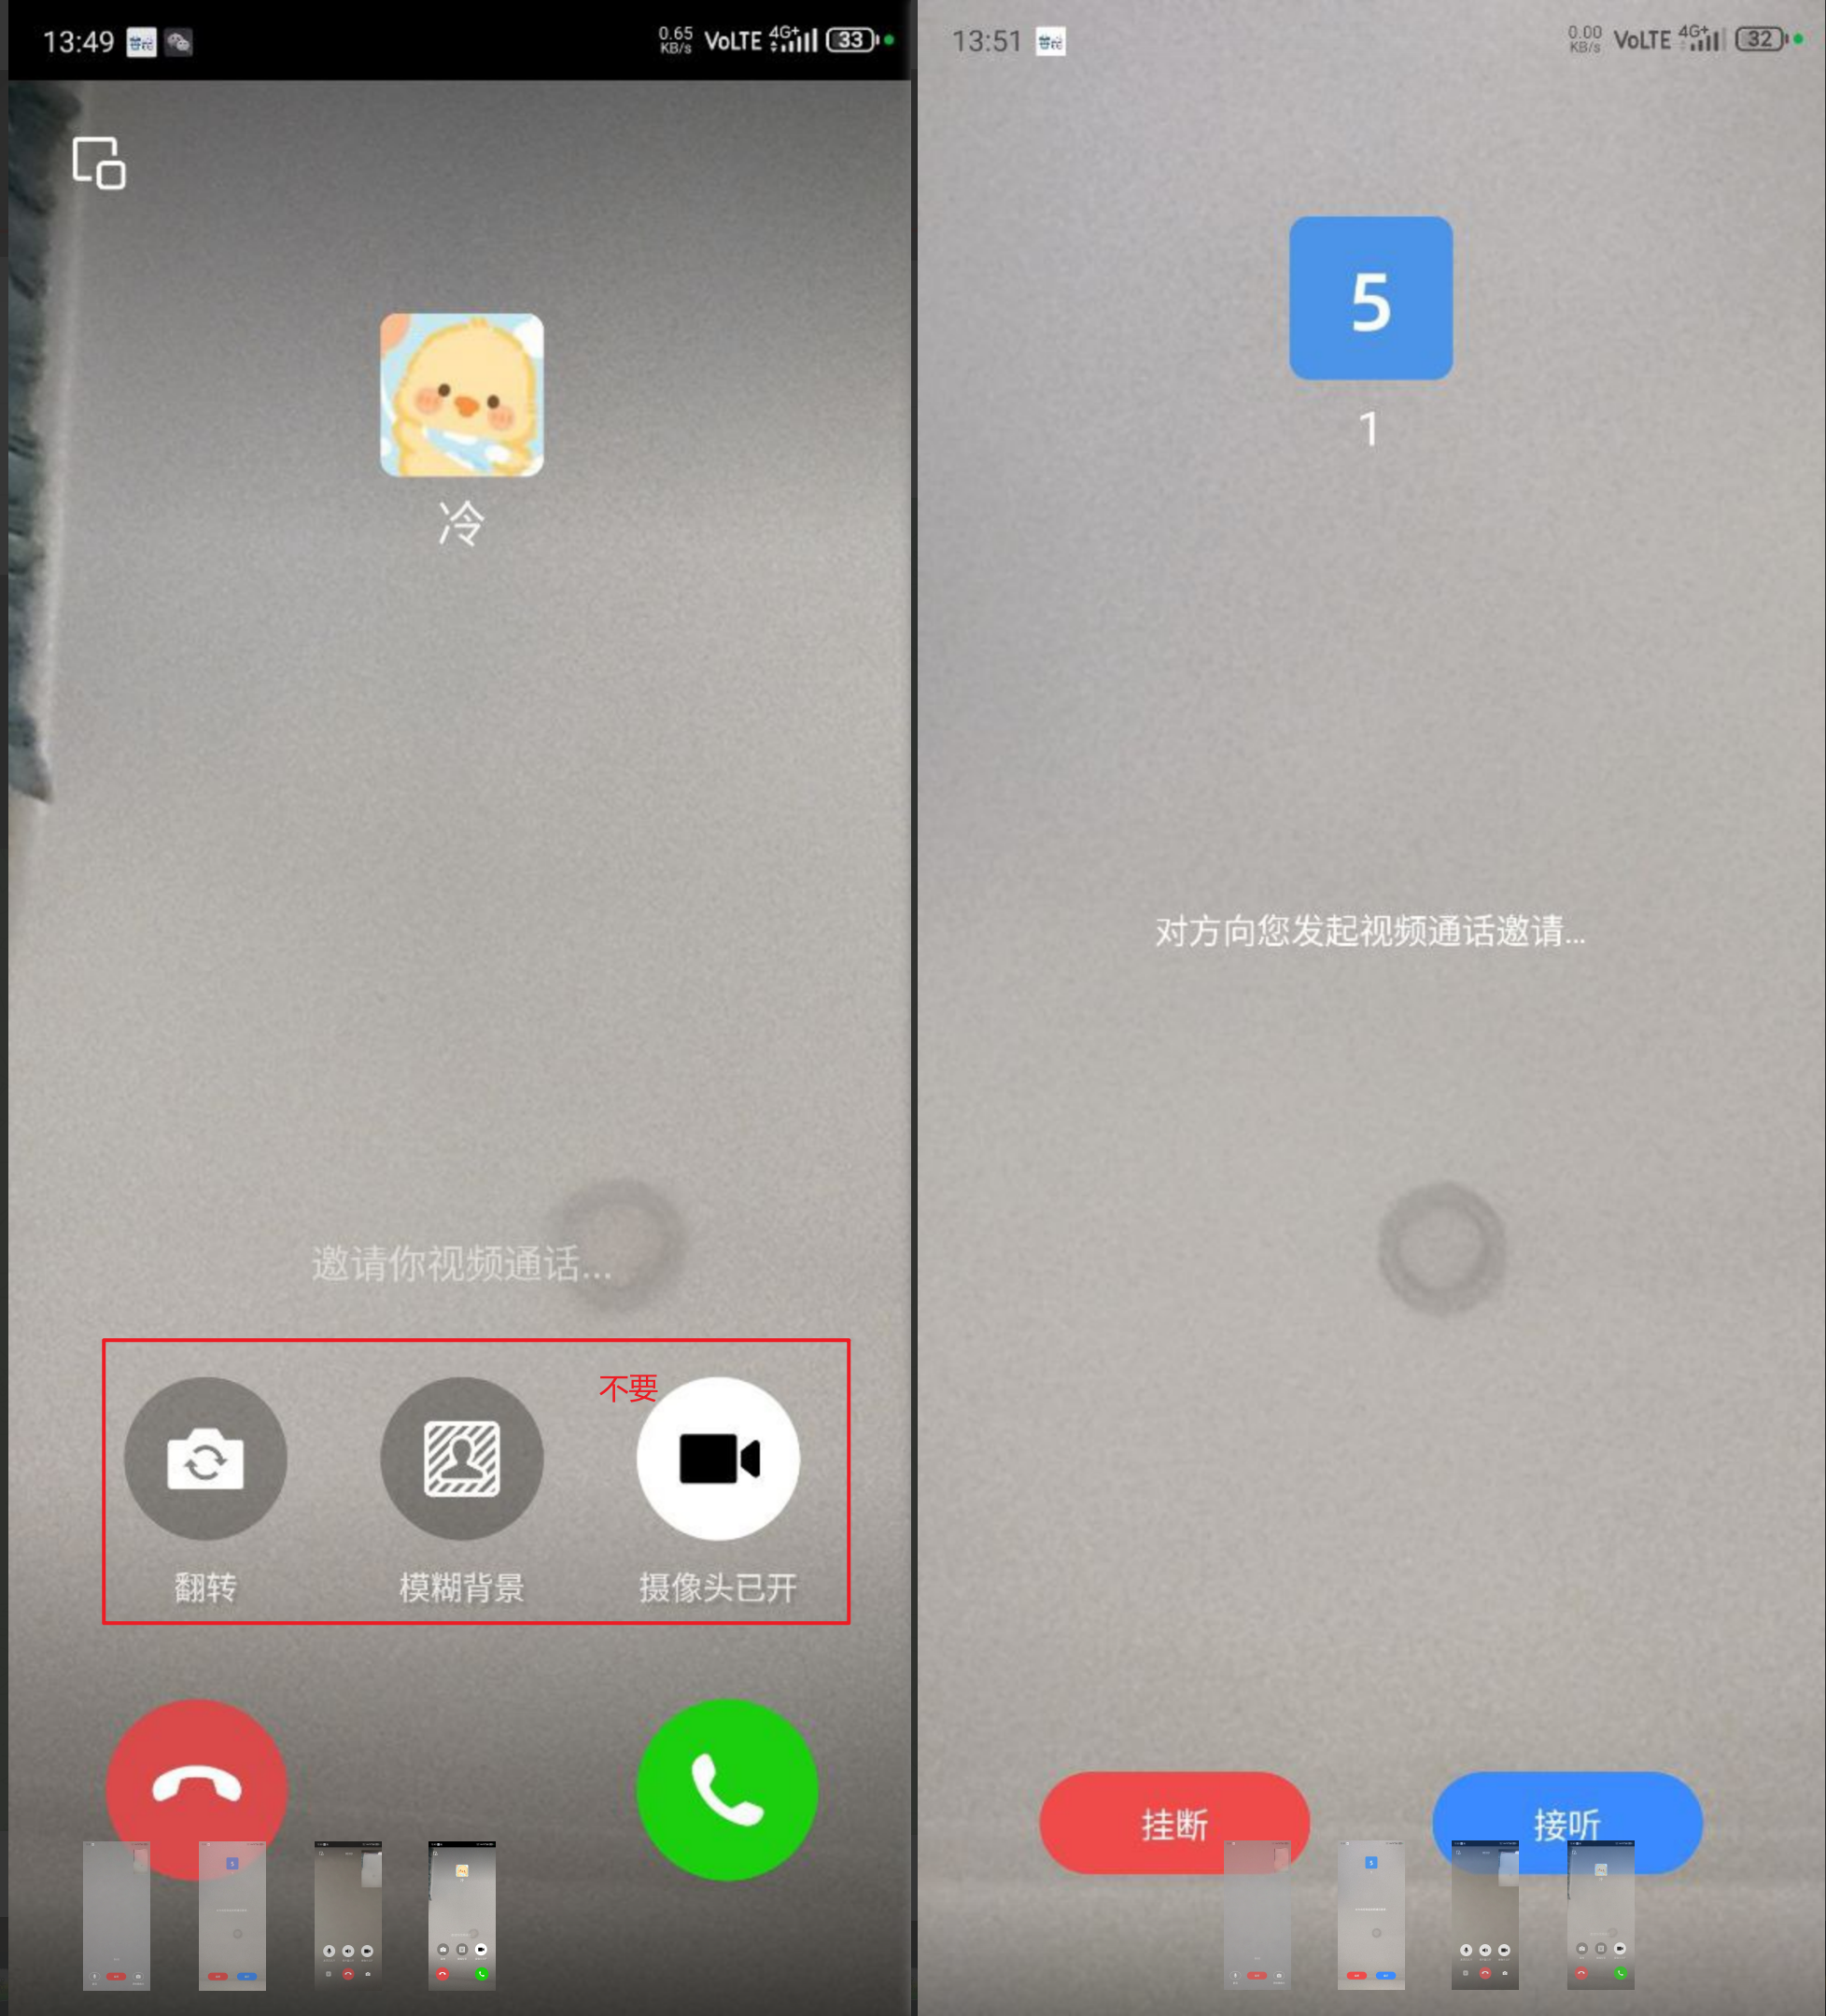 13:49
0.65
KB/s
VoLTE
4G+
33
冷
邀请你视频通话...
不要
翻转
模糊背景
摄像头已开
13:51
0.00
KB/s
VoLTE
4G+
32
5
1
对方向您发起视频通话邀请...
挂断
接听